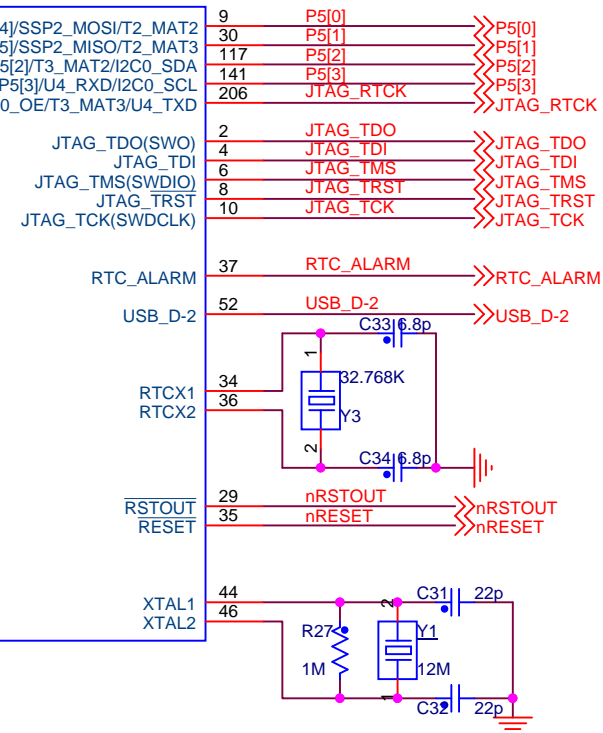 4]/SSP2_MOSI/T2_MAT2 9 P5[0] P5[0]
5]/SSP2_MISO/T2_MAT3 30 P5[1] P5[1]
5[2]/T3_MAT2/I2C0_SDA 117 P5[2] P5[2]
P5[3]/U4_RXD/I2C0_SCL 141 P5[3] P5[3]
0_OE/T3_MAT3/U4_TXD 206 JTAG_RTCK JTAG_RTCK
JTAG_TDO(SWO) 2 JTAG_TDO JTAG_TDO
JTAG_TDI 4 JTAG_TDI JTAG_TDI
JTAG_TMS(SWDIO) 6 JTAG_TMS JTAG_TMS
JTAG_TRST 8 JTAG_TRST JTAG_TRST
JTAG_TCK(SWDCLK) 10 JTAG_TCK JTAG_TCK
RTC_ALARM 37 RTC_ALARM RTC_ALARM
USB_D-2 52 USB_D-2 USB_D-2
C33 6.8p
1
32.768K
RTCX1 34
RTCX2 36
Y3
2
C34 6.8p
RSTOUT 29 nRSTOUT nRSTOUT
RESET 35 nRESET nRESET
XTAL1 44
XTAL2 46
C31 22p
2
R27 Y1
1M 12M
1
C32 22p